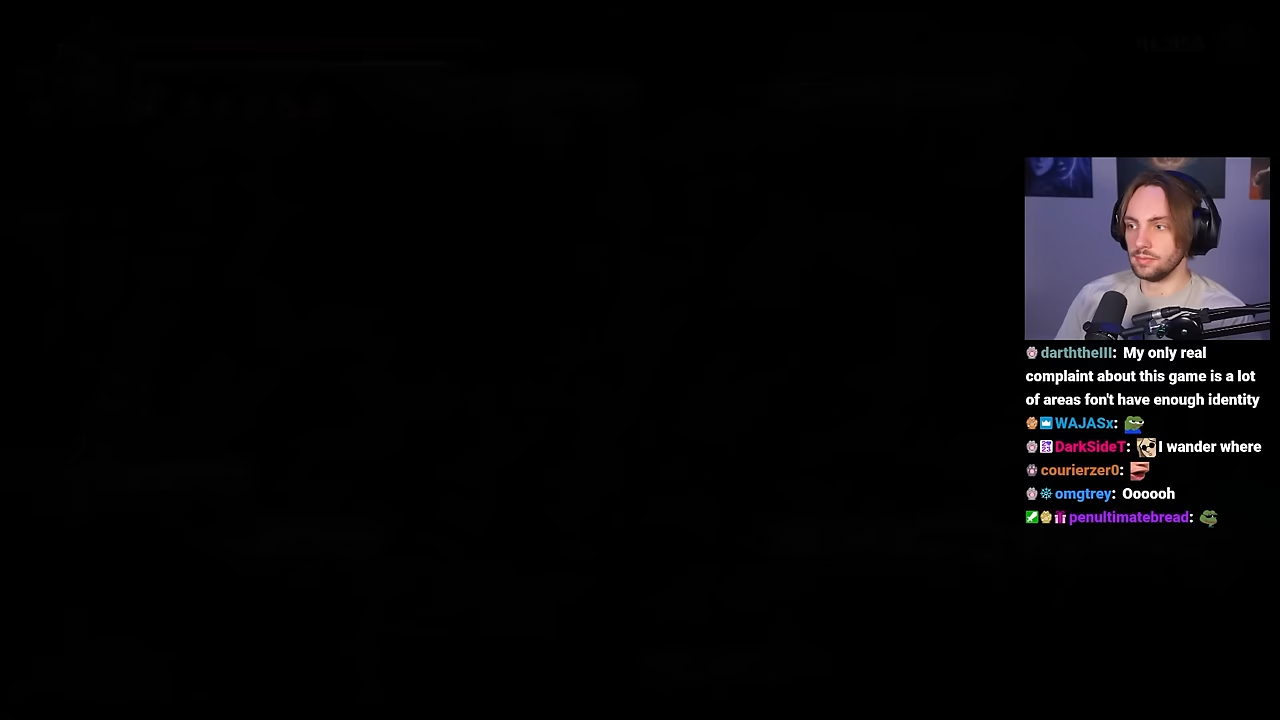 darththelll: My only real
complaint about this game is a lot
of areas fon't have enough identity
WAJASx:
DarkSideT: I wander where
courierzer0:
omgtrey: Oooooh
penultimatebread: